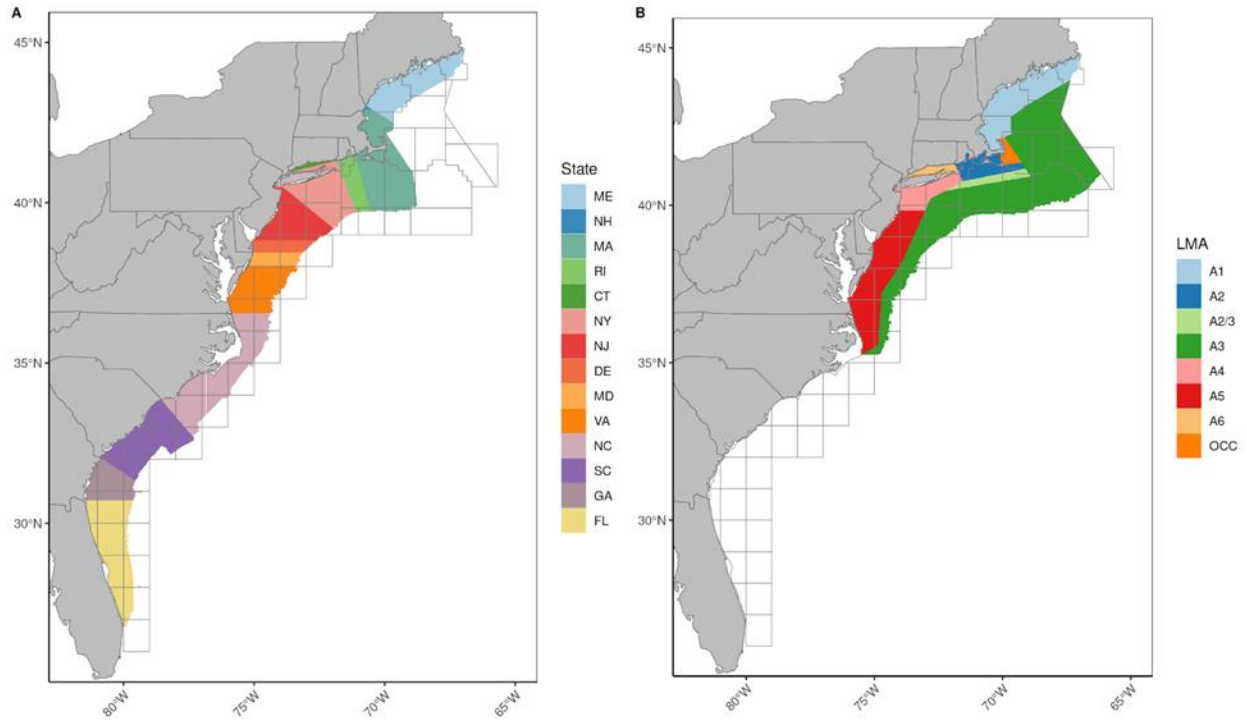 A
45°N
40°N
35°N
30°N
80°W
75°W
70°W
65°W
State
ME
NH
MA
RI
CT
NY
NJ
DE
MD
VA
NC
SC
GA
FL
B
45°N
40°N
35°N
30°N
80°W
75°W
70°W
65°W
LMA
A1
A2
A2/3
A3
A4
A5
A6
OCC